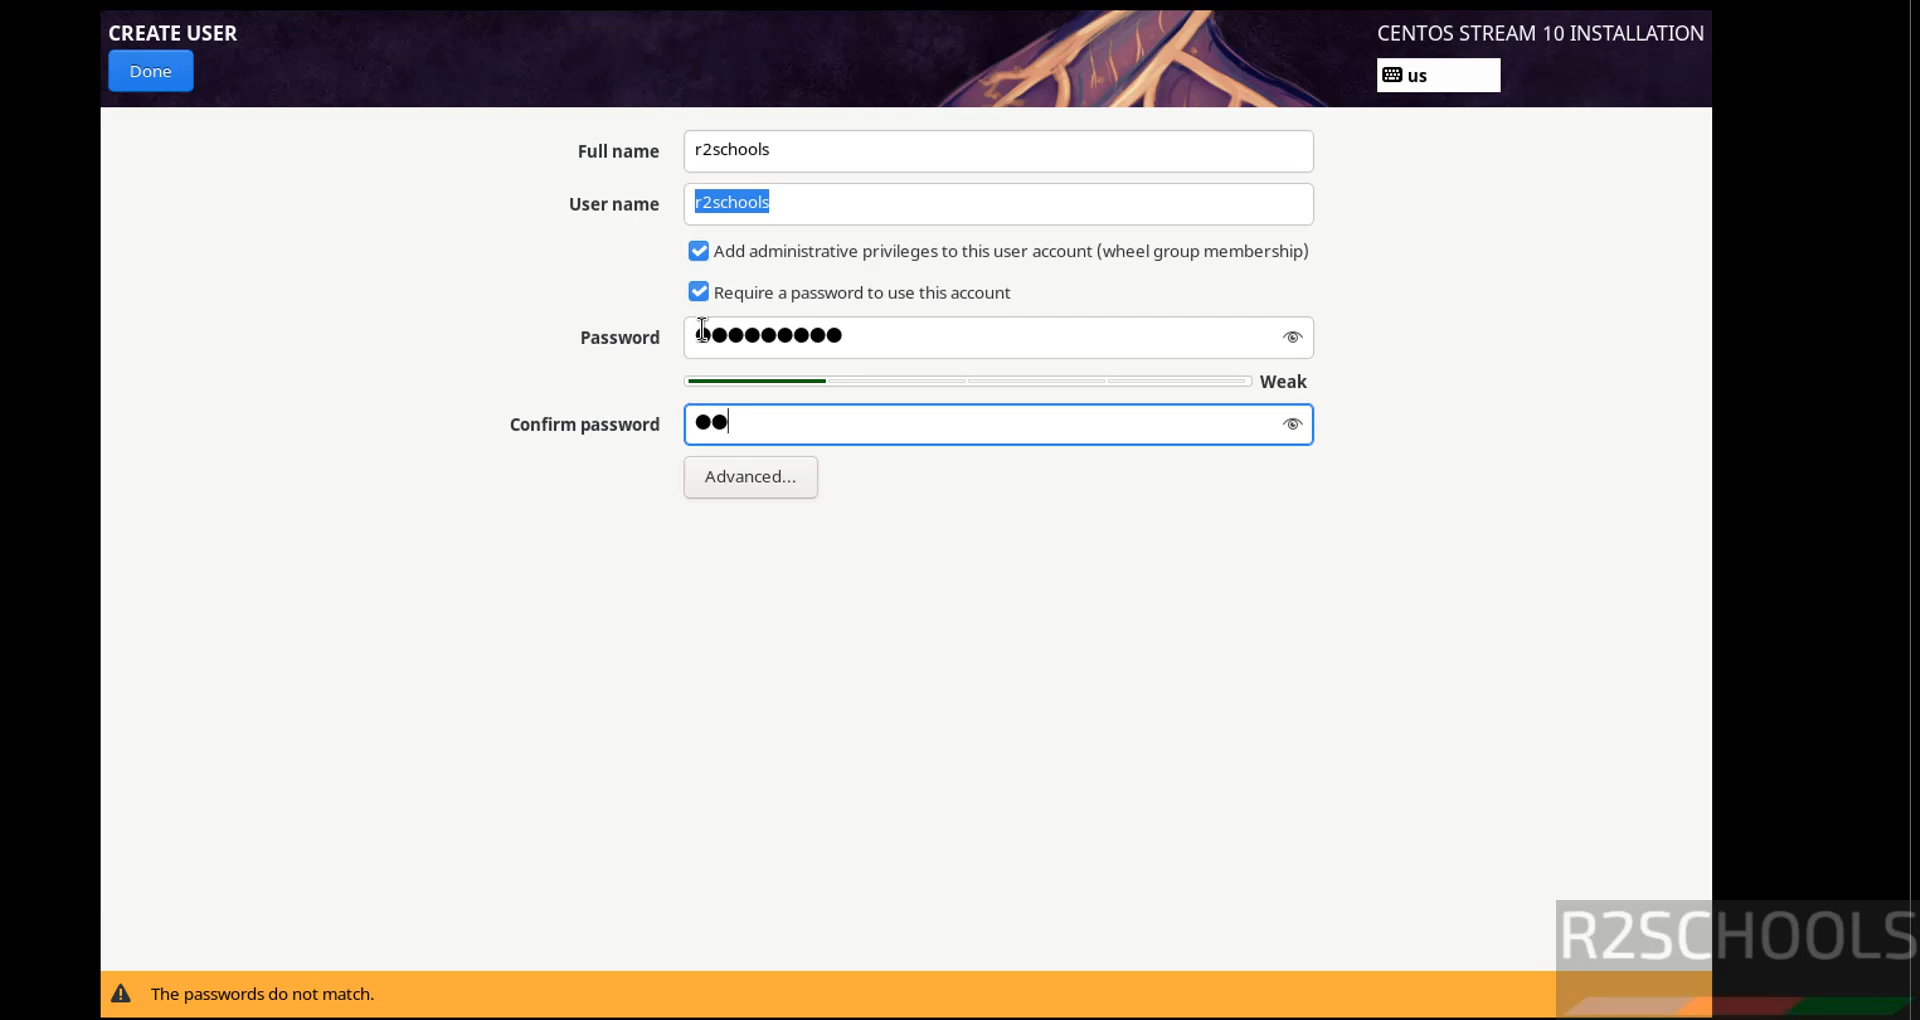 CREATE USER
CENTOS STREAM 10 INSTALLATION
Done
us
Full name
r2schools
User name
r2schools
Add administrative privileges to this user account (wheel group membership)
Require a password to use this account
Password
●●●●●●●●●
Weak
Confirm password
●●
Advanced...
The passwords do not match.
R2SCHOOLS